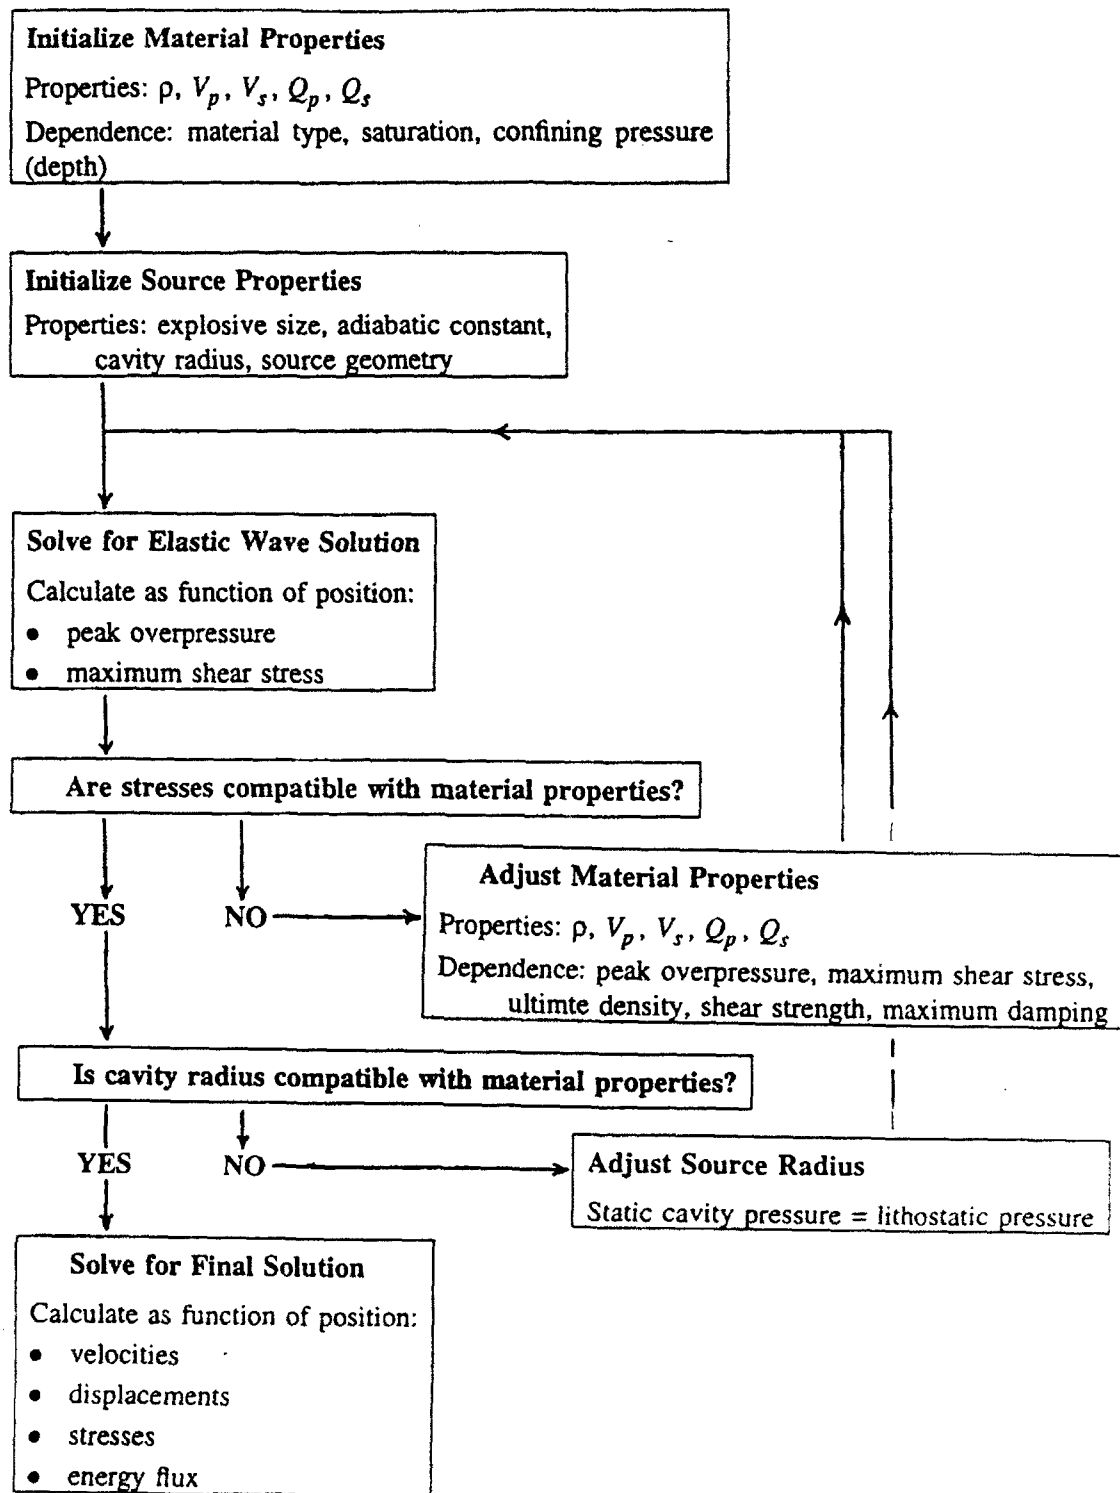 Initialize Material Properties
Properties: ρ, Vp, Vs, Qp, Qs
Dependence: material type, saturation, confining pressure
(depth)
Initialize Source Properties
Properties: explosive size, adiabatic constant,
cavity radius, source geometry
Solve for Elastic Wave Solution
Calculate as function of position:
• peak overpressure
• maximum shear stress
Are stresses compatible with material properties?
YES NO
Adjust Material Properties
Properties: ρ, Vp, Vs, Qp, Qs
Dependence: peak overpressure, maximum shear stress,
ultimte density, shear strength, maximum damping
Is cavity radius compatible with material properties?
YES NO
Adjust Source Radius
Static cavity pressure = lithostatic pressure
Solve for Final Solution
Calculate as function of position:
• velocities
• displacements
• stresses
• energy flux